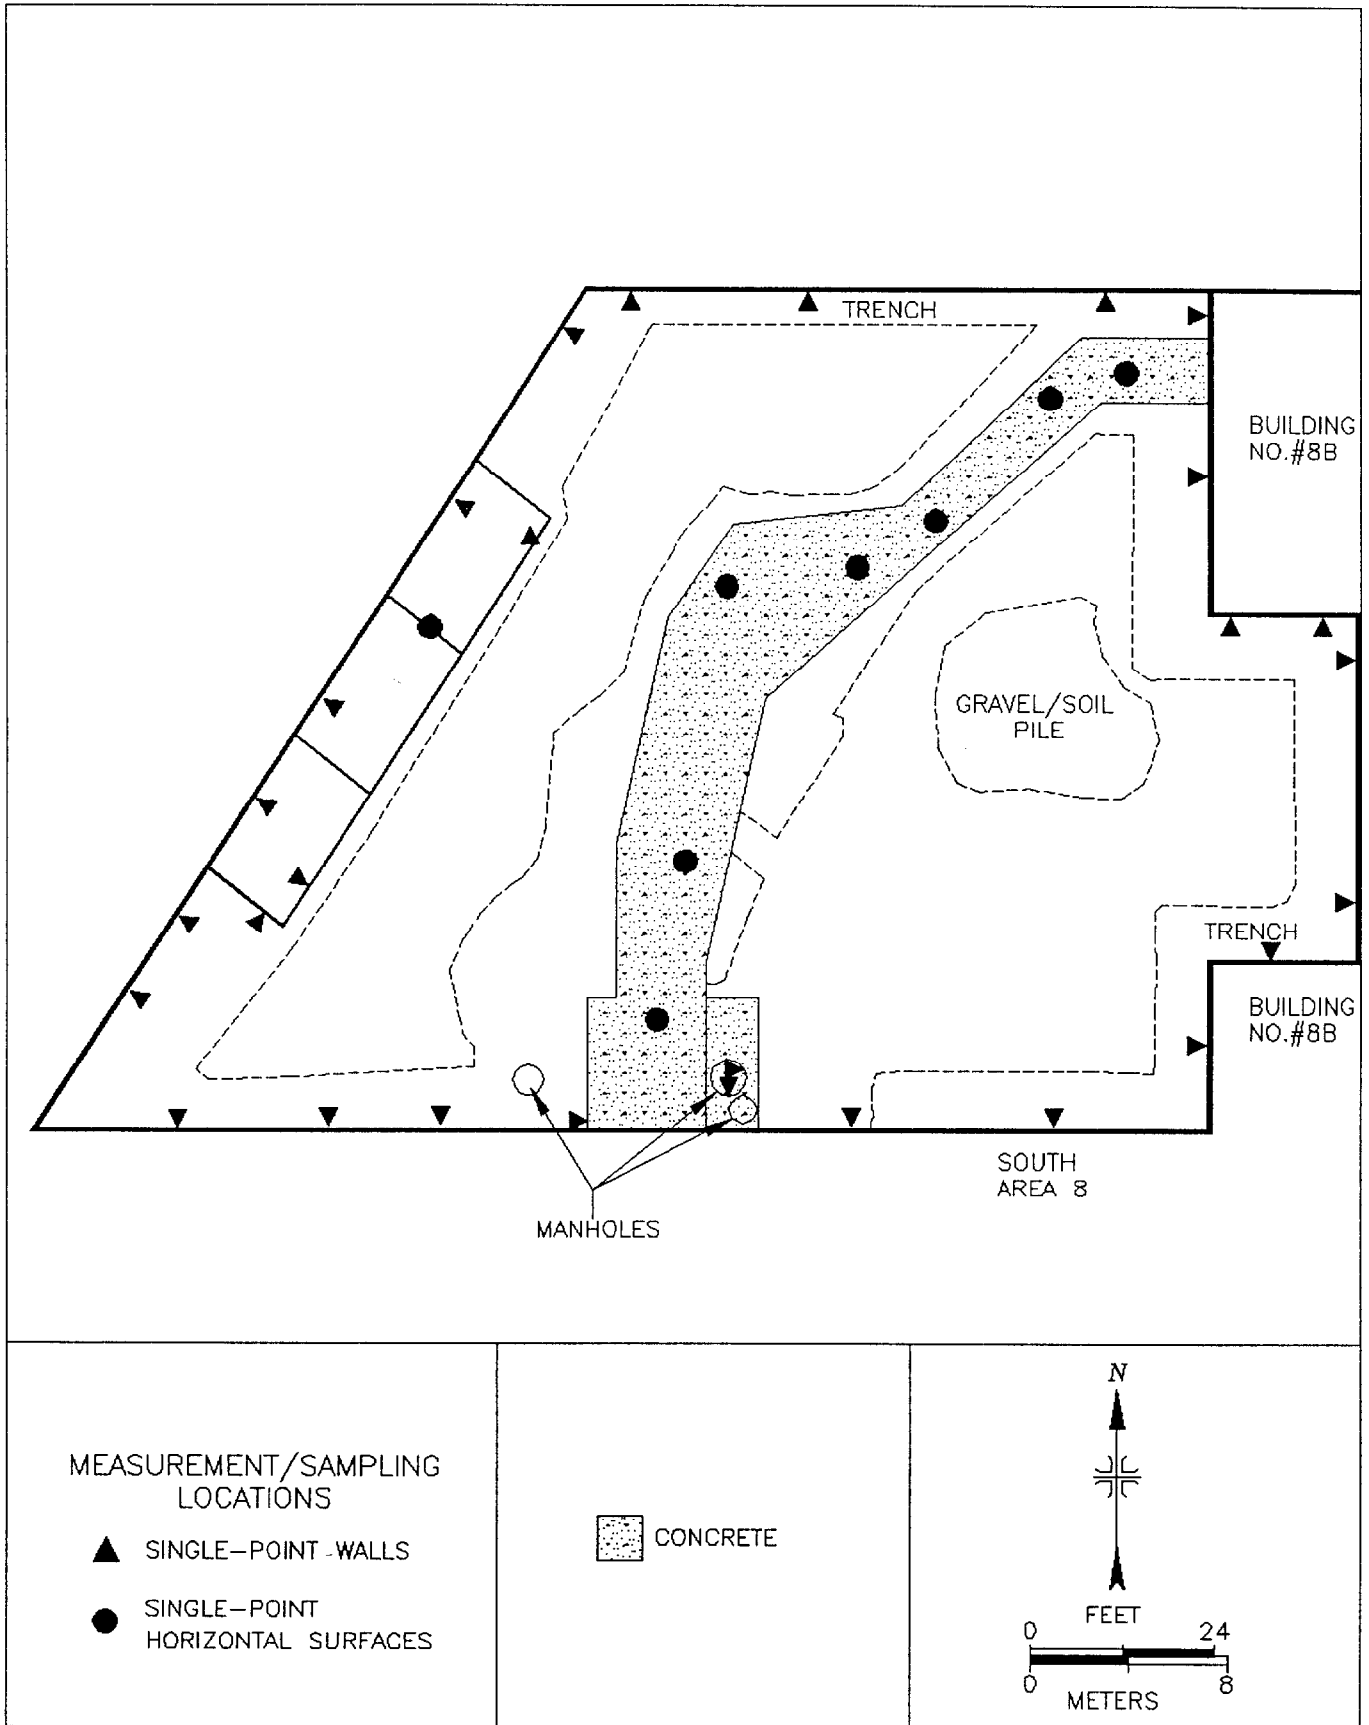 TRENCH
BUILDING
NO.#8B
GRAVEL/SOIL
PILE
TRENCH
BUILDING
NO.#8B
SOUTH
AREA 8
MANHOLES
MEASUREMENT/SAMPLING
LOCATIONS
SINGLE-POINT WALLS
SINGLE-POINT
HORIZONTAL SURFACES
CONCRETE
N
FEET
0 24
0 8
METERS